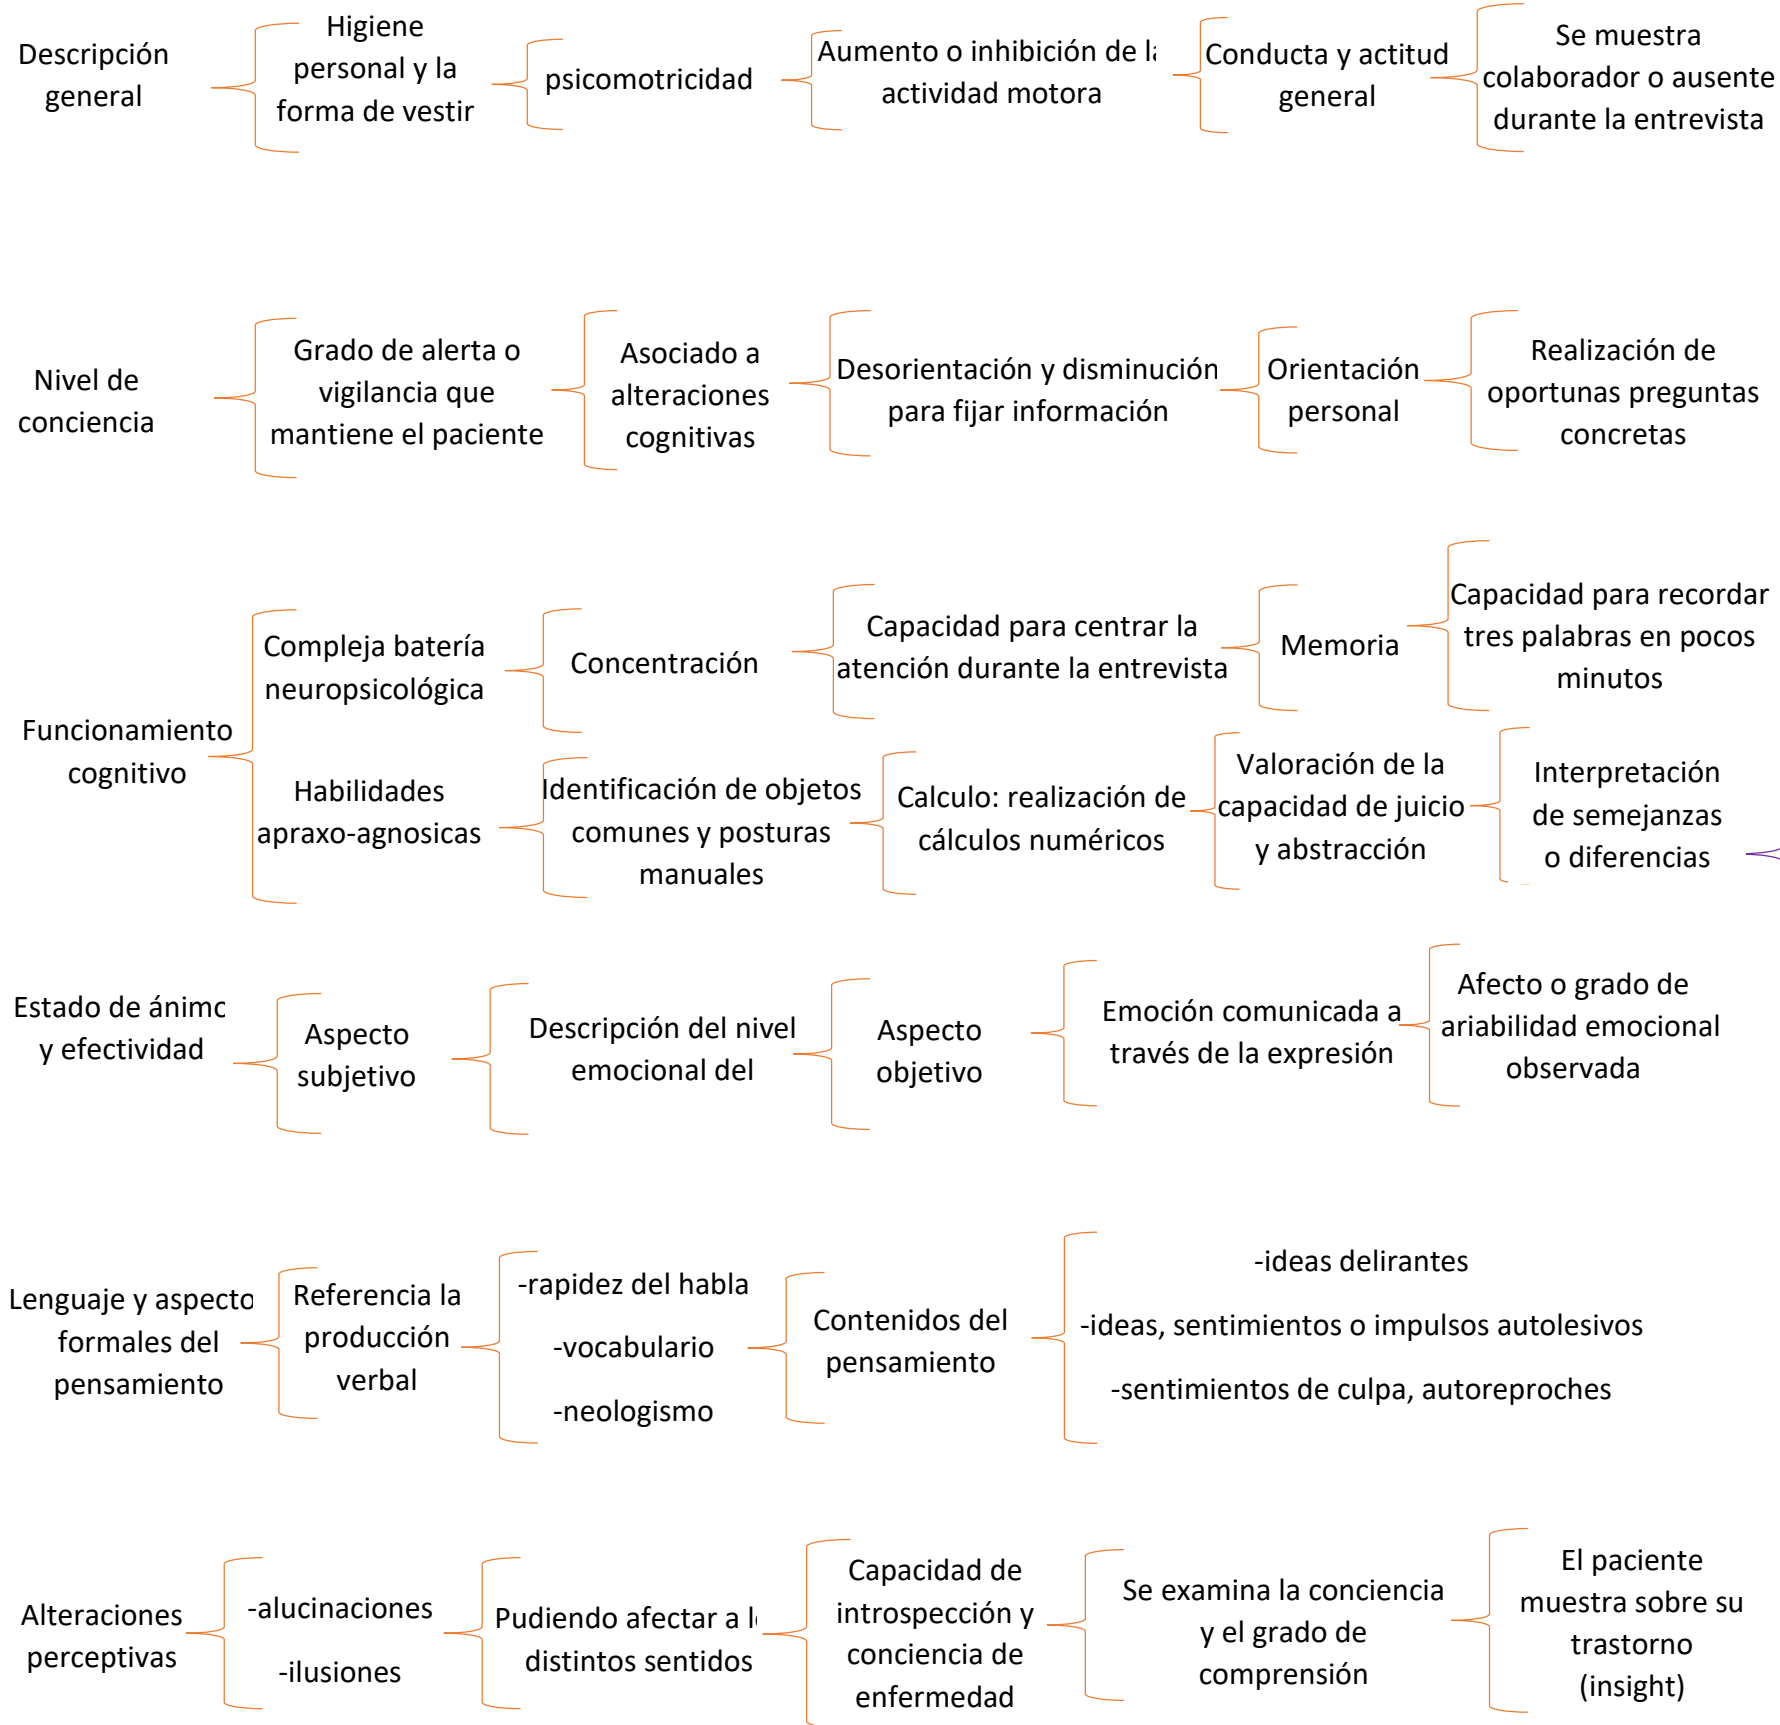 Descripción
general
Higiene
personal y la
forma de vestir
psicomotricidad
Aumento o inhibición de la
actividad motora
Conducta y actitud
general
Se muestra
colaborador o ausente
durante la entrevista
Nivel de
conciencia
Grado de alerta o
vigilancia que
mantiene el paciente
Asociado a
alteraciones
cognitivas
Desorientación y disminución
para fijar información
Orientación
personal
Realización de
oportunas preguntas
concretas
Funcionamiento
cognitivo
Compleja batería
neuropsicológica
Concentración
Capacidad para centrar la
atención durante la entrevista
Memoria
Capacidad para recordar
tres palabras en pocos
minutos
Habilidades
apraxo-agnosicas
Identificación de objetos
comunes y posturas
manuales
Calculo: realización de
cálculos numéricos
Valoración de la
capacidad de juicio
y abstracción
Interpretación
de semejanzas
o diferencias
Estado de ánimo
y efectividad
Aspecto
subjetivo
Descripción del nivel
emocional del
Aspecto
objetivo
Emoción comunicada a
través de la expresión
Afecto o grado de
ariabilidad emocional
observada
Lenguaje y aspecto
formales del
pensamiento
Referencia la
producción
verbal
-rapidez del habla
-vocabulario
-neologismo
Contenidos del
pensamiento
-ideas delirantes
-ideas, sentimientos o impulsos autolesivos
-sentimientos de culpa, autoreproches
Alteraciones
perceptivas
-alucinaciones
-ilusiones
Pudiendo afectar a
distintos sentidos
Capacidad de
introspección y
conciencia de
enfermedad
Se examina la conciencia
y el grado de
comprensión
El paciente
muestra sobre su
trastorno
(insight)